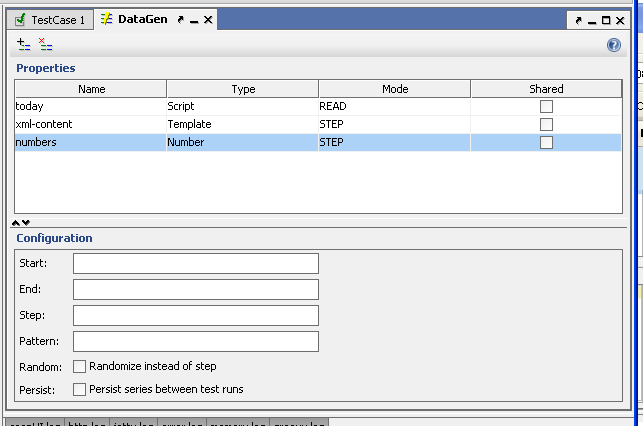 TestCase 1 DataGen
Properties
Name Type Mode Shared
today Script READ
xml-content Template STEP
numbers Number STEP
Configuration
Start:
End:
Step:
Pattern:
Random: Randomize instead of step
Persist: Persist series between test runs